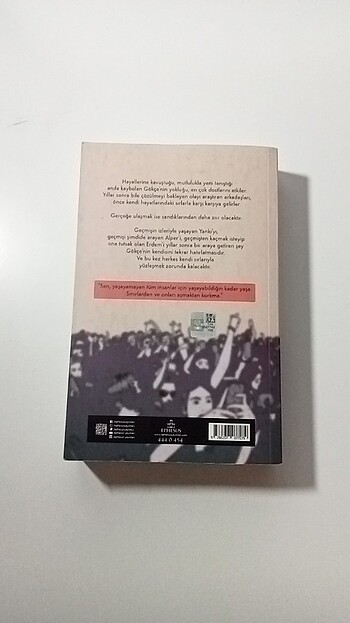 Hayallerine kavuştuğu, mutlulukla yeni tanıştığı
anda kaybolan Gökçe'nin yokluğu, en çok dostlarını etkiler.
Yıllar sonra bile çözülmeyi bekleyen olayı araştıran arkadaşları,
önce kendi hayatlarındaki sırlarla karşı karşıya gelirler.
Gerçeğe ulaşmak ise sandıklarından daha zor olacaktır.
Geçmişin izleriyle yaşayan Yankı'yı,
geçmişi şimdide arayan Alper'i, geçmişten kaçmak isteyip
ona tutsak olan Erdem'i yıllar sonra bir araya getiren şey
Gökçe'nin kendisini tekrar hatırlatmasıdır.
Ve bu kez herkes kendi sırlarıyla
yüzleşmek zorunda kalacaktır.
"Sen, yaşayamayan tüm insanlar için yaşayabildiğin kadar yaşa.
Sınırlardan ve onları aşmaktan korkma."
EPHESUS
444 0 454